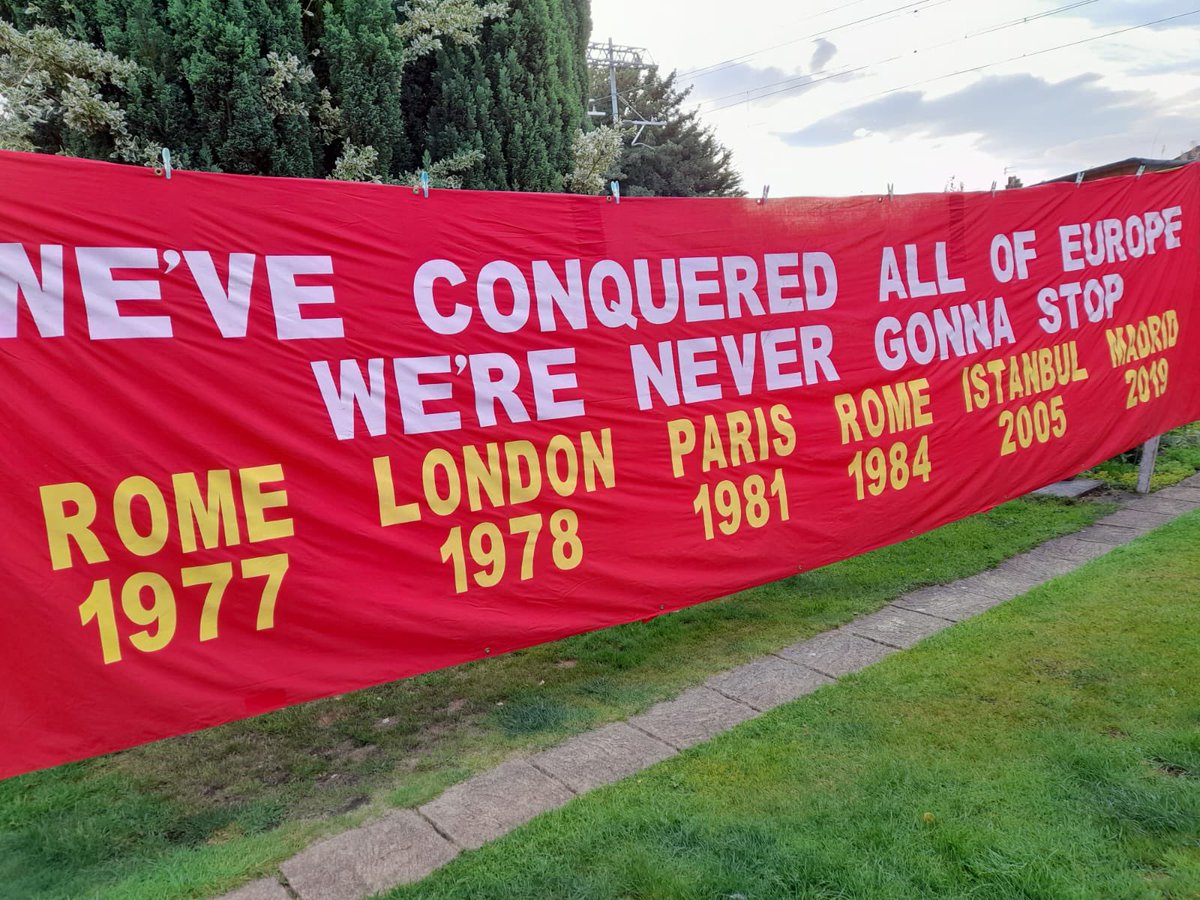 WE'VE CONQUERED ALL OF EUROPE
WE'RE NEVER GONNA STOP
ROME LONDON PARIS ROME ISTANBUL MADRID
1977 1978 1981 1984 2005 2019